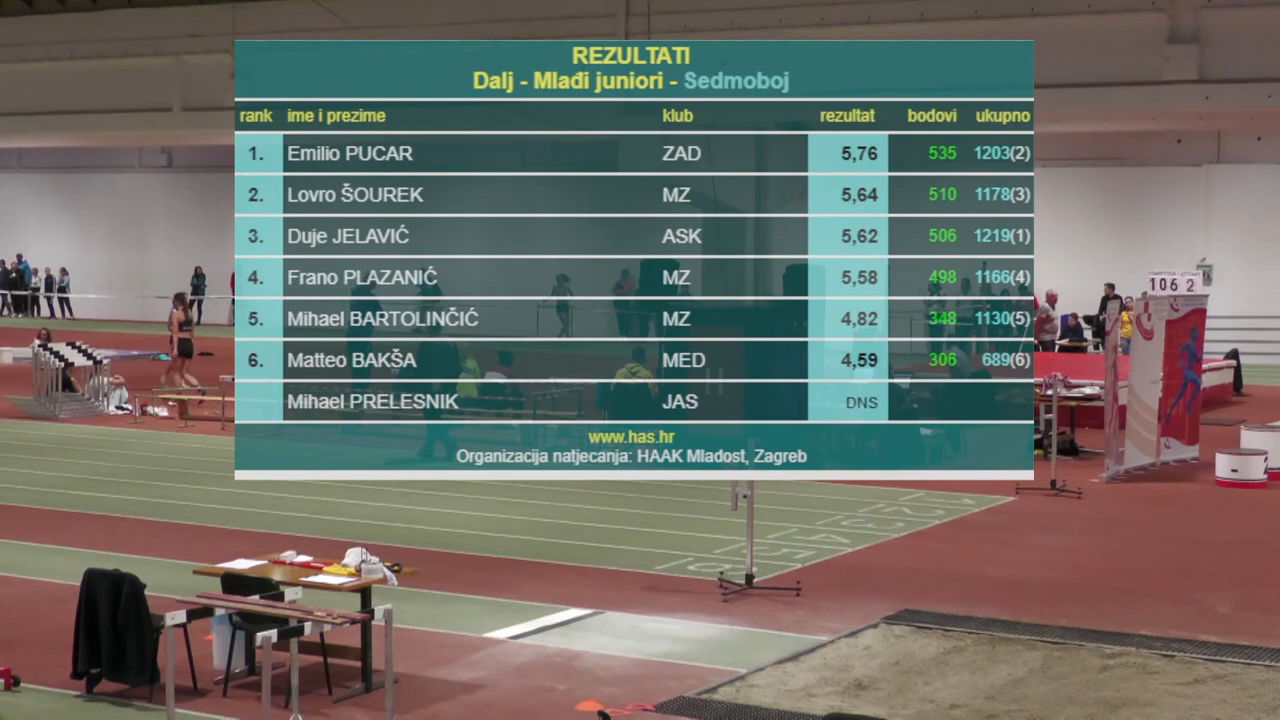 REZULTATI
Dalj - Mlađi juniori - Sedmoboj
rank ime i prezime klub rezultat bodovi ukupno
1. Emilio PUCAR ZAD 5,76 535 1203(2)
2. Lovro ŠOUREK MZ 5,64 510 1178(3)
3. Duje JELAVIĆ ASK 5,62 506 1219(1)
4. Frano PLAZANIĆ MZ 5,58 498 1166(4)
5. Mihael BARTOLINČIĆ MZ 4,82 348 1130(5)
6. Matteo BAKŠA MED 4,59 306 689(6)
Mihael PRELESNIK JAS DNS
www.has.hr
Organizacija natjecanja: HAAK Mladost, Zagreb
106 2